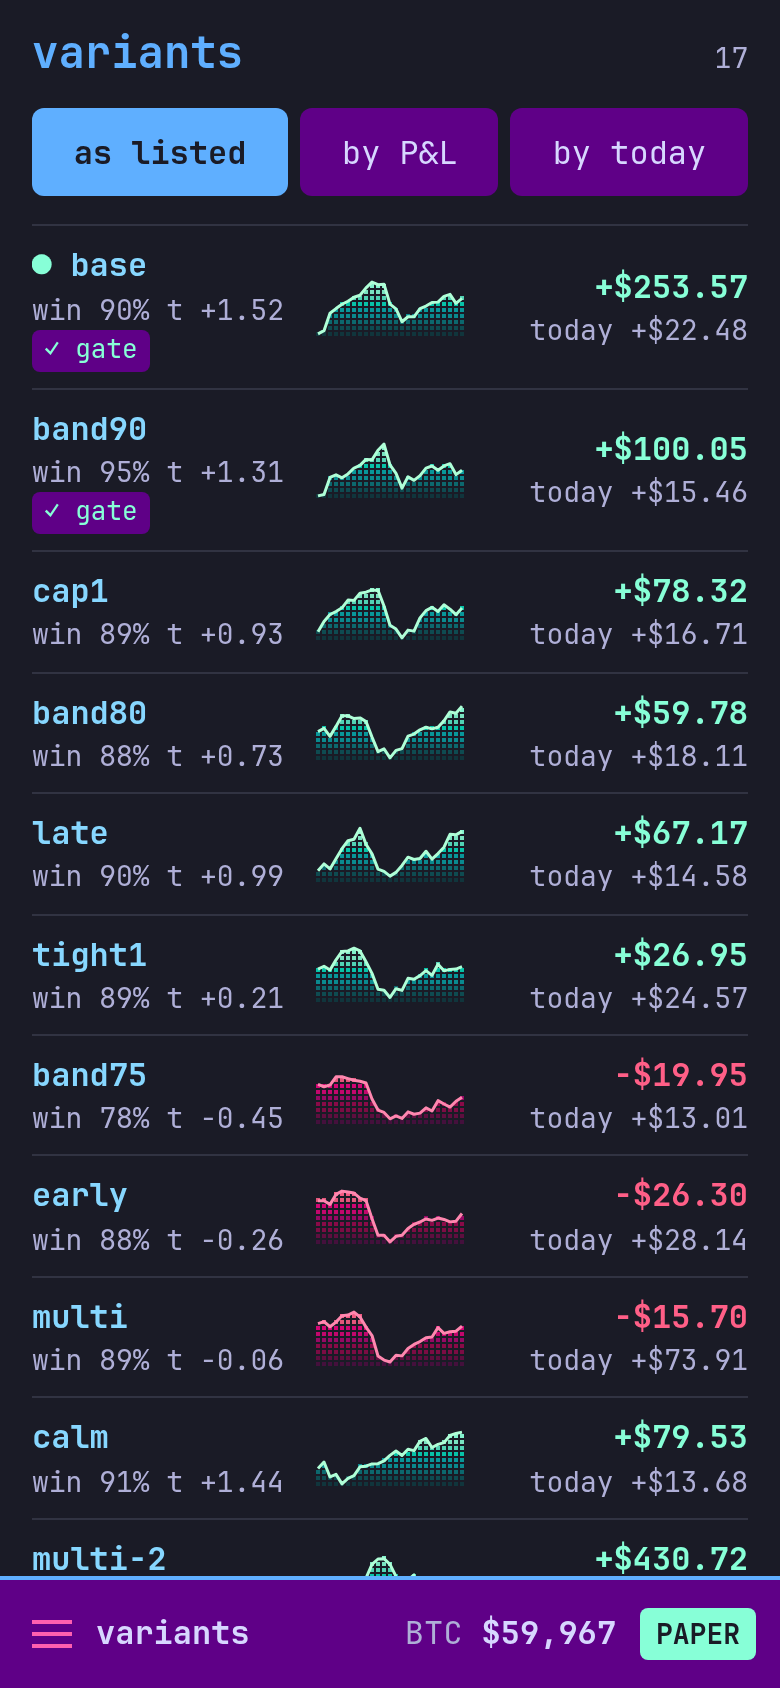 variants 17
as listed by P&L by today
base
+$253.57
win 90% t +1.52
today +$22.48
✓ gate
band90
+$100.05
win 95% t +1.31
today +$15.46
✓ gate
cap1 +$78.32
win 89% t +0.93 today +$16.71
band80 +$59.78
win 88% t +0.73 today +$18.11
late +$67.17
win 90% t +0.99 today +$14.58
tight1 +$26.95
win 89% t +0.21 today +$24.57
band75 -$19.95
win 78% t -0.45 today +$13.01
early -$26.30
win 88% t -0.26 today +$28.14
multi -$15.70
win 89% t -0.06 today +$73.91
calm +$79.53
win 91% t +1.44 today +$13.68
multi-2 +$430.72
variants BTC $59,967 PAPER